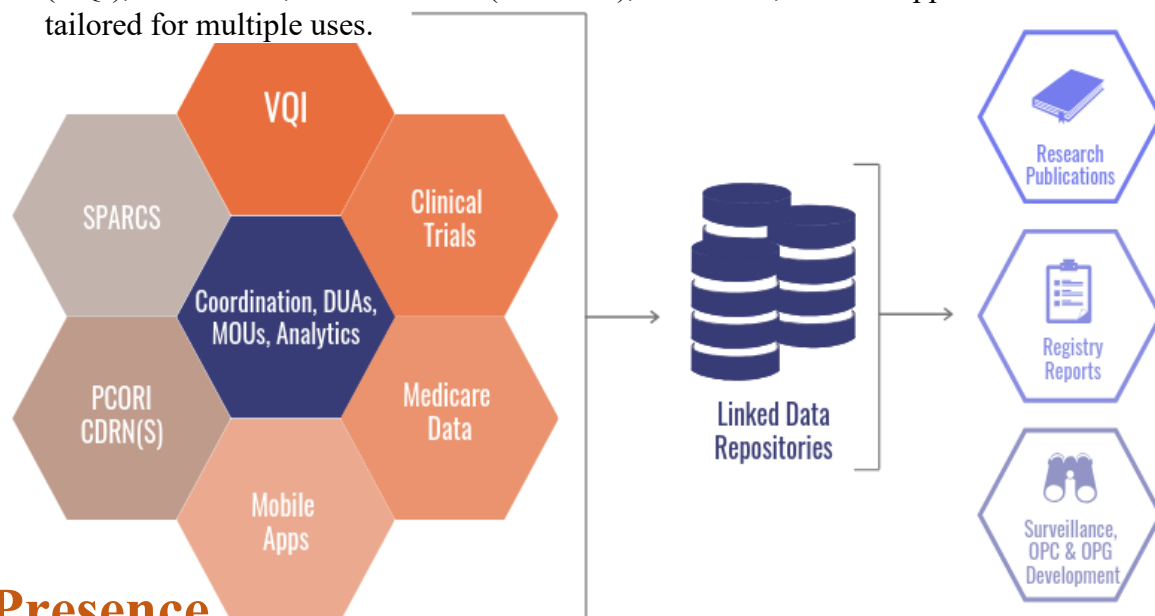 tailored for multiple uses.
VQI
SPARCS
Clinical
Trials
Coordination, DUAs,
MOUs, Analytics
PCORI
CDRN(S)
Medicare
Data
Mobile
Apps
Linked Data
Repositories
Research
Publications
Registry
Reports
Surveillance,
OPC & OPG
Development
Presence